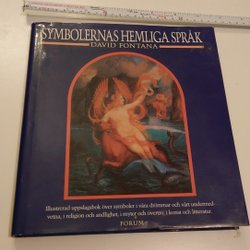 SYMBOLERNAS HEMLIGA SPRÅK
DAVID FONTANA
Illustrerad uppslagsbok över symboler i våra drömmar och vårt undermed-
vetna, i religion och andlighet, i myter och äventyr, i konst och litteratur.
FORUM